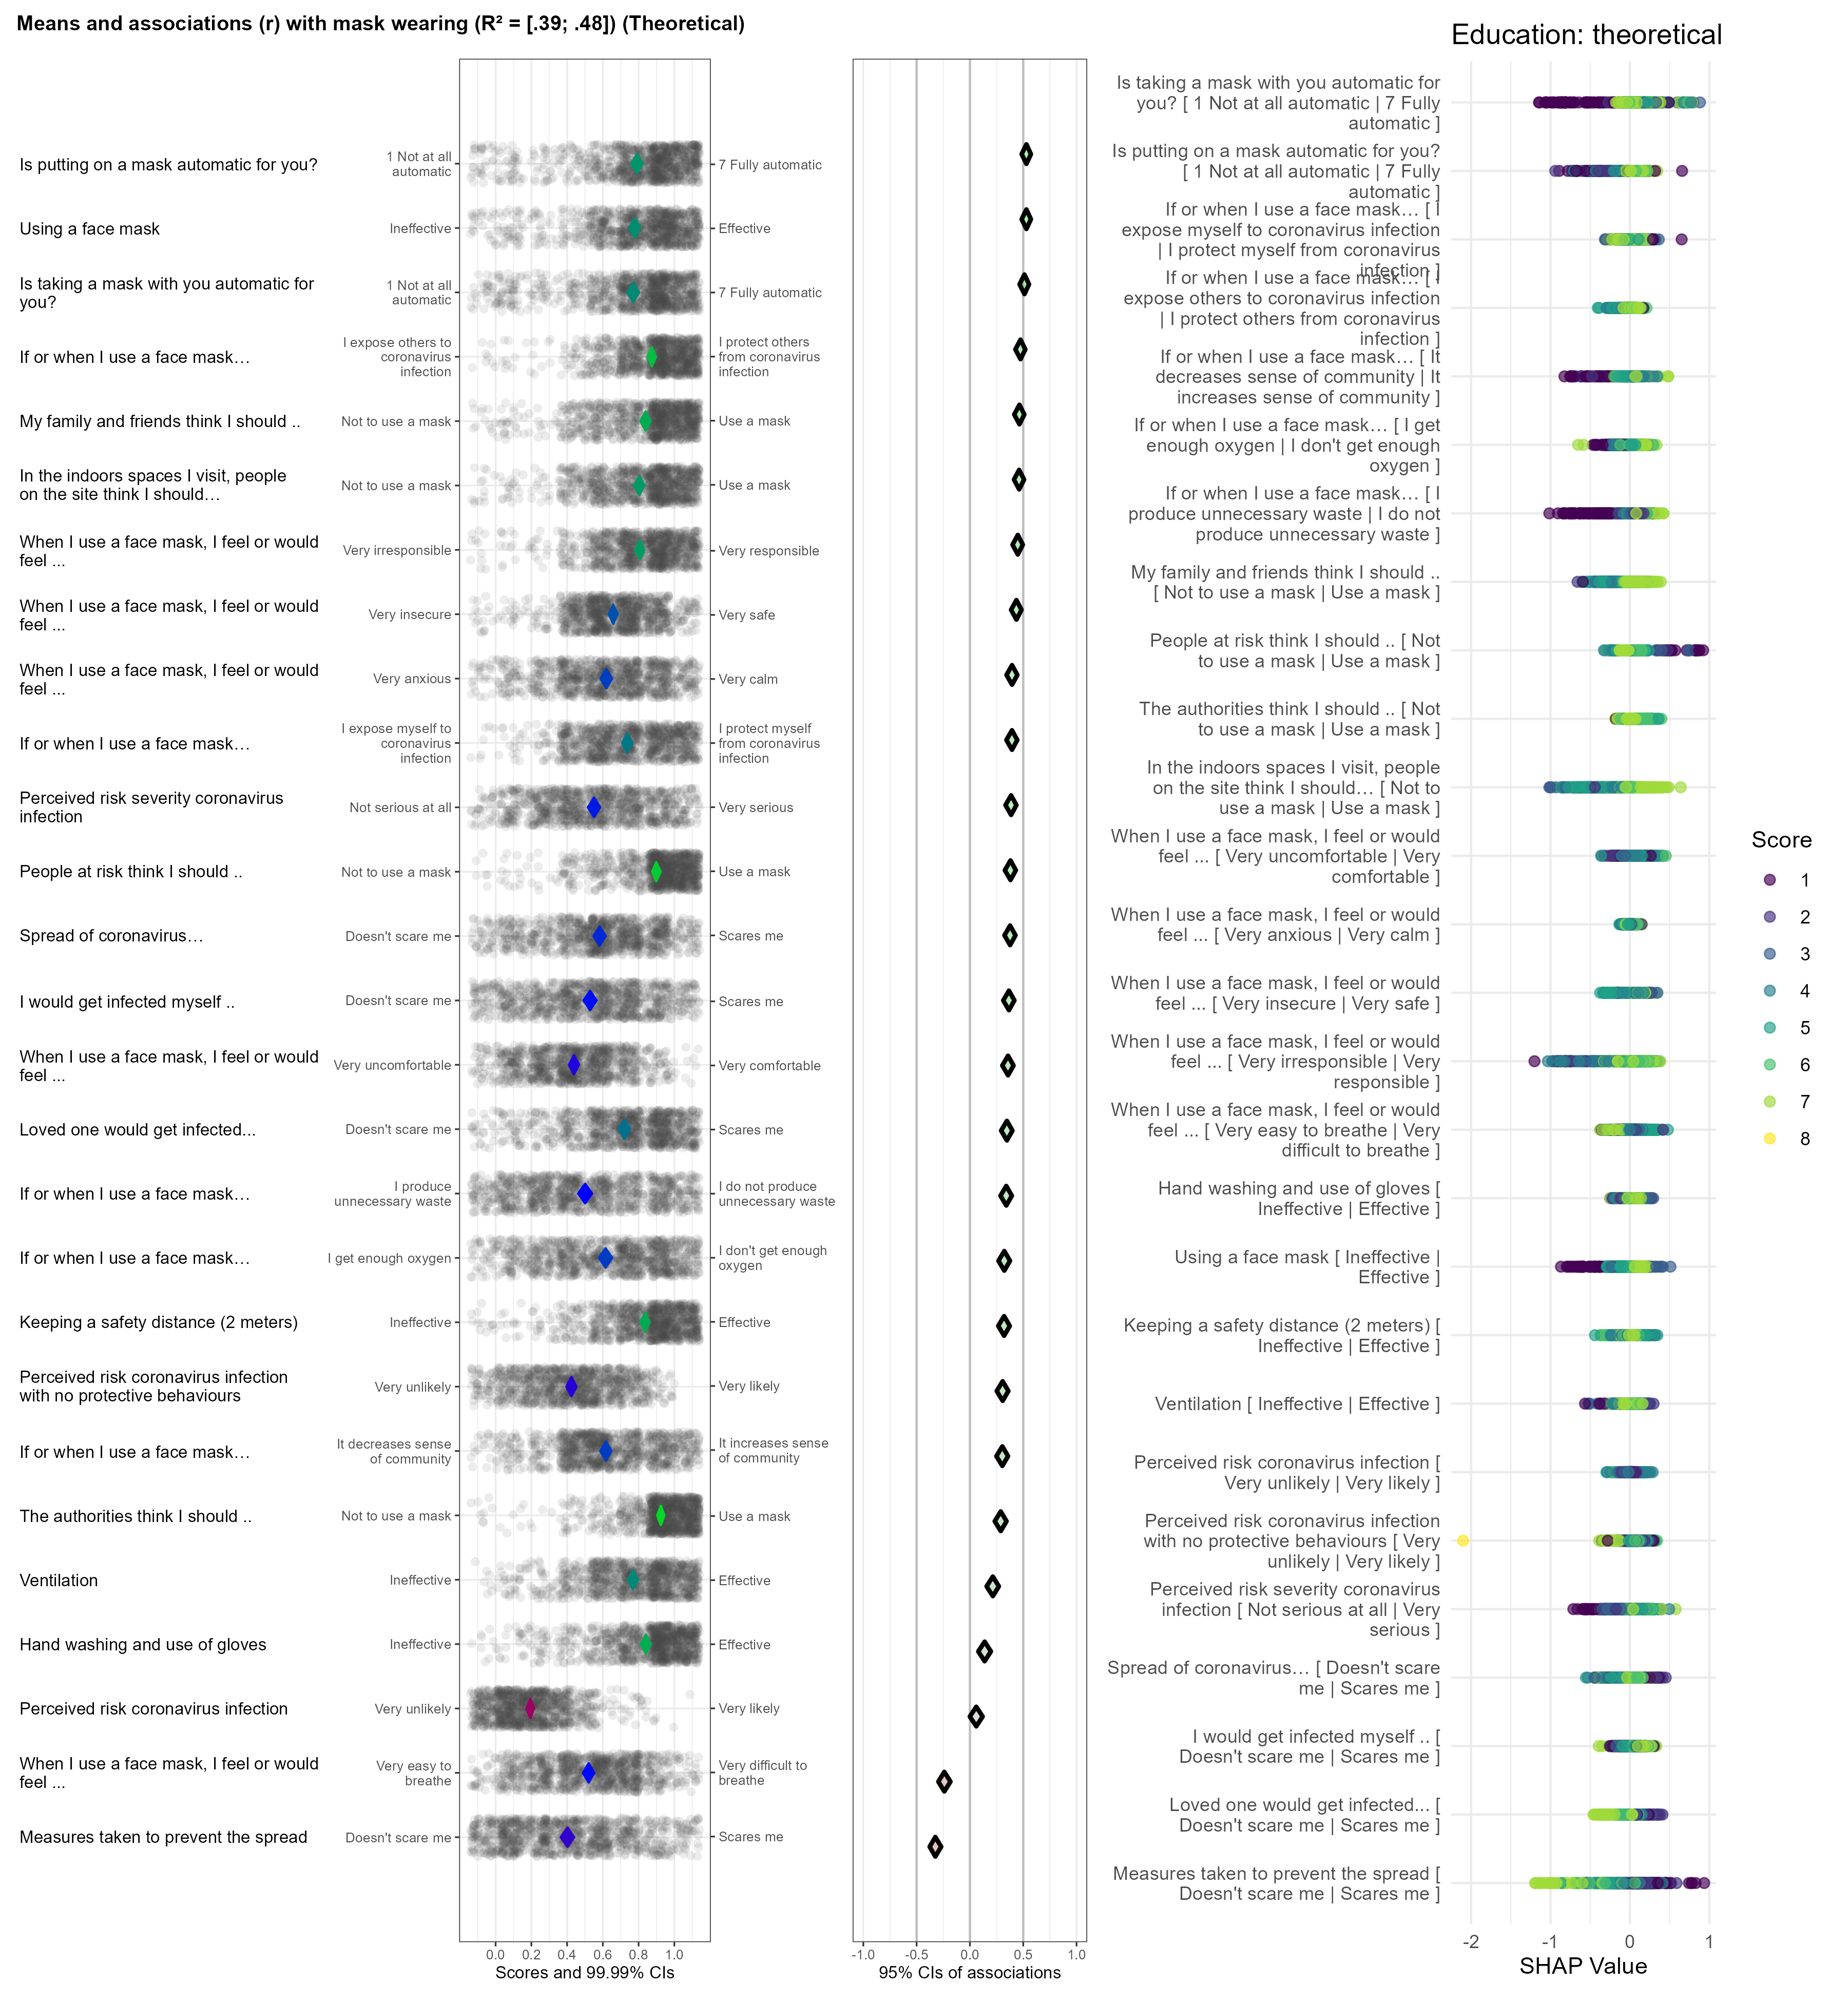 Means and associations (r) with mask wearing (R² = [.39; .48]) (Theoretical)
Is putting on a mask automatic for you?
1 Not at all
automatic
7 Fully automatic
Using a face mask
Ineffective
Effective
Is taking a mask with you automatic for
you?
1 Not at all
automatic
7 Fully automatic
If or when I use a face mask…
I expose others to
coronavirus
infection
I protect others
from coronavirus
infection
My family and friends think I should ..
Not to use a mask
Use a mask
In the indoors spaces I visit, people
on the site think I should…
Not to use a mask
Use a mask
When I use a face mask, I feel or would
feel ...
Very irresponsible
Very responsible
When I use a face mask, I feel or would
feel ...
Very insecure
Very safe
When I use a face mask, I feel or would
feel ...
Very anxious
Very calm
If or when I use a face mask…
I expose myself to
coronavirus
infection
I protect myself
from coronavirus
infection
Perceived risk severity coronavirus
infection
Not serious at all
Very serious
People at risk think I should ..
Not to use a mask
Use a mask
Spread of coronavirus…
Doesn't scare me
Scares me
I would get infected myself ..
Doesn't scare me
Scares me
When I use a face mask, I feel or would
feel ...
Very uncomfortable
Very comfortable
Loved one would get infected...
Doesn't scare me
Scares me
If or when I use a face mask…
I produce
unnecessary waste
I do not produce
unnecessary waste
If or when I use a face mask…
I get enough oxygen
I don't get enough
oxygen
Keeping a safety distance (2 meters)
Ineffective
Effective
Perceived risk coronavirus infection
with no protective behaviours
Very unlikely
Very likely
If or when I use a face mask…
It decreases sense
of community
It increases sense
of community
The authorities think I should ..
Not to use a mask
Use a mask
Ventilation
Ineffective
Effective
Hand washing and use of gloves
Ineffective
Effective
Perceived risk coronavirus infection
Very unlikely
Very likely
When I use a face mask, I feel or would
feel ...
Very easy to
breathe
Very difficult to
breathe
Measures taken to prevent the spread
Doesn't scare me
Scares me
0.0 0.2 0.4 0.6 0.8 1.0
Scores and 99.99% CIs
-1.0 -0.5 0.0 0.5 1.0
95% CIs of associations
Education: theoretical
Is taking a mask with you automatic for
you? [ 1 Not at all automatic | 7 Fully
automatic ]
Is putting on a mask automatic for you?
[ 1 Not at all automatic | 7 Fully
automatic ]
If or when I use a face mask… [ I
expose myself to coronavirus infection
| I protect myself from coronavirus
infection ]
If or when I use a face mask… [ I
expose others to coronavirus infection
| I protect others from coronavirus
infection ]
If or when I use a face mask… [ It
decreases sense of community | It
increases sense of community ]
If or when I use a face mask… [ I get
enough oxygen | I don't get enough
oxygen ]
If or when I use a face mask… [ I
produce unnecessary waste | I do not
produce unnecessary waste ]
My family and friends think I should ..
[ Not to use a mask | Use a mask ]
People at risk think I should .. [ Not
to use a mask | Use a mask ]
The authorities think I should .. [ Not
to use a mask | Use a mask ]
In the indoors spaces I visit, people
on the site think I should… [ Not to
use a mask | Use a mask ]
When I use a face mask, I feel or would
feel ... [ Very uncomfortable | Very
comfortable ]
When I use a face mask, I feel or would
feel ... [ Very anxious | Very calm ]
When I use a face mask, I feel or would
feel ... [ Very insecure | Very safe ]
When I use a face mask, I feel or would
feel ... [ Very irresponsible | Very
responsible ]
When I use a face mask, I feel or would
feel ... [ Very easy to breathe | Very
difficult to breathe ]
Hand washing and use of gloves [
Ineffective | Effective ]
Using a face mask [ Ineffective |
Effective ]
Keeping a safety distance (2 meters) [
Ineffective | Effective ]
Ventilation [ Ineffective | Effective ]
Perceived risk coronavirus infection [
Very unlikely | Very likely ]
Perceived risk coronavirus infection
with no protective behaviours [ Very
unlikely | Very likely ]
Perceived risk severity coronavirus
infection [ Not serious at all | Very
serious ]
Spread of coronavirus… [ Doesn't scare
me | Scares me ]
I would get infected myself .. [
Doesn't scare me | Scares me ]
Loved one would get infected... [
Doesn't scare me | Scares me ]
Measures taken to prevent the spread [
Doesn't scare me | Scares me ]
-2 -1 0 1
SHAP Value
Score
1
2
3
4
5
6
7
8